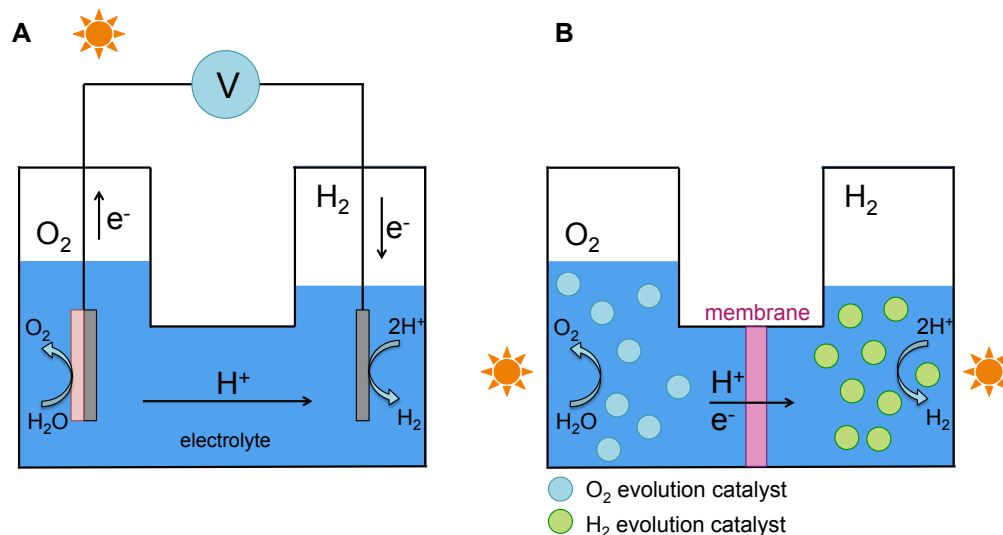 A
V
O₂
e⁻
H₂
e⁻
O₂
H₂O
H⁺
electrolyte
2H⁺
H₂
B
O₂
H₂
membrane
O₂
H₂O
H⁺
e⁻
2H⁺
H₂
O₂ evolution catalyst
H₂ evolution catalyst